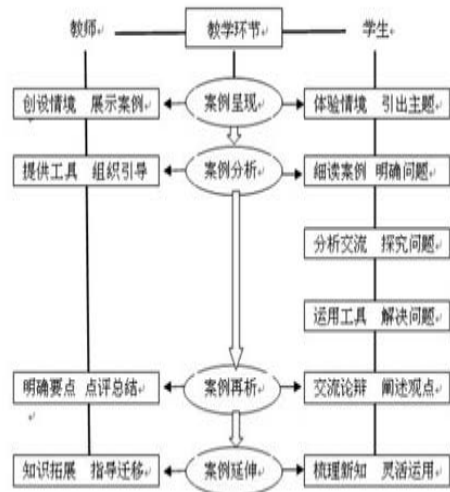 教师 教学环节 学生
创设情境 展示案例 案例呈现 体验情境 引出主题
提供工具 组织引导 案例分析 细读案例 明确问题
分析交流 探究问题
运用工具 解决问题
明确要点 点评总结 案例再析 交流论辩 阐述观点
知识拓展 指导迁移 案例延伸 梳理新知 灵活运用